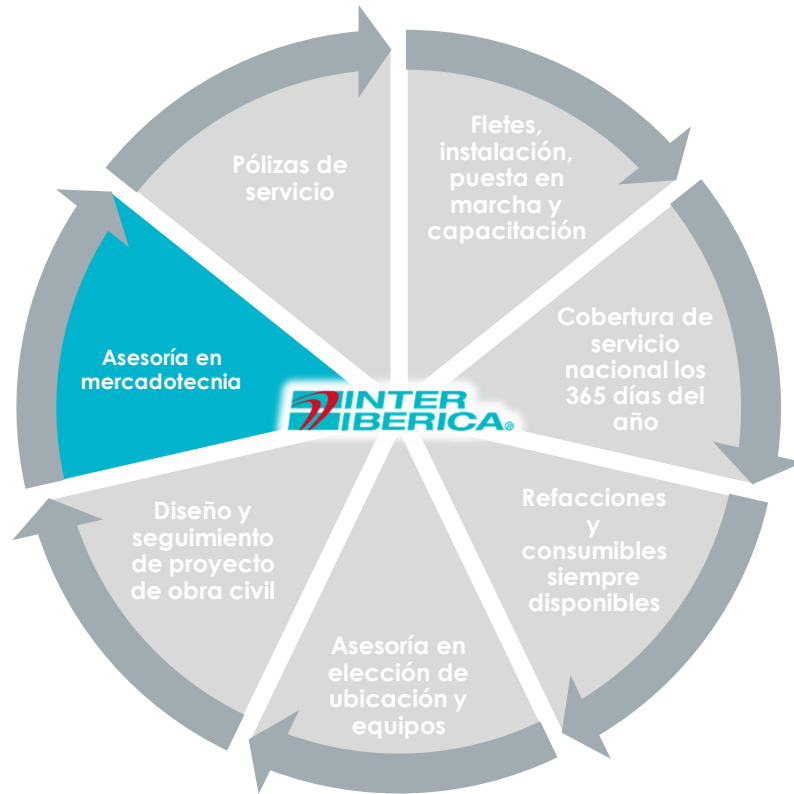 Fletes,
instalación,
puesta en
marcha y
capacitación
Cobertura de
servicio
nacional los
365 días del
año
Refacciones
y
consumibles
siempre
disponibles
Asesoría en
elección de
ubicación y
equipos
Diseño y
seguimiento
de proyecto
de obra civil
Asesoría en
mercadotecnia
Pólizas de
servicio
INTER
IBERICA®